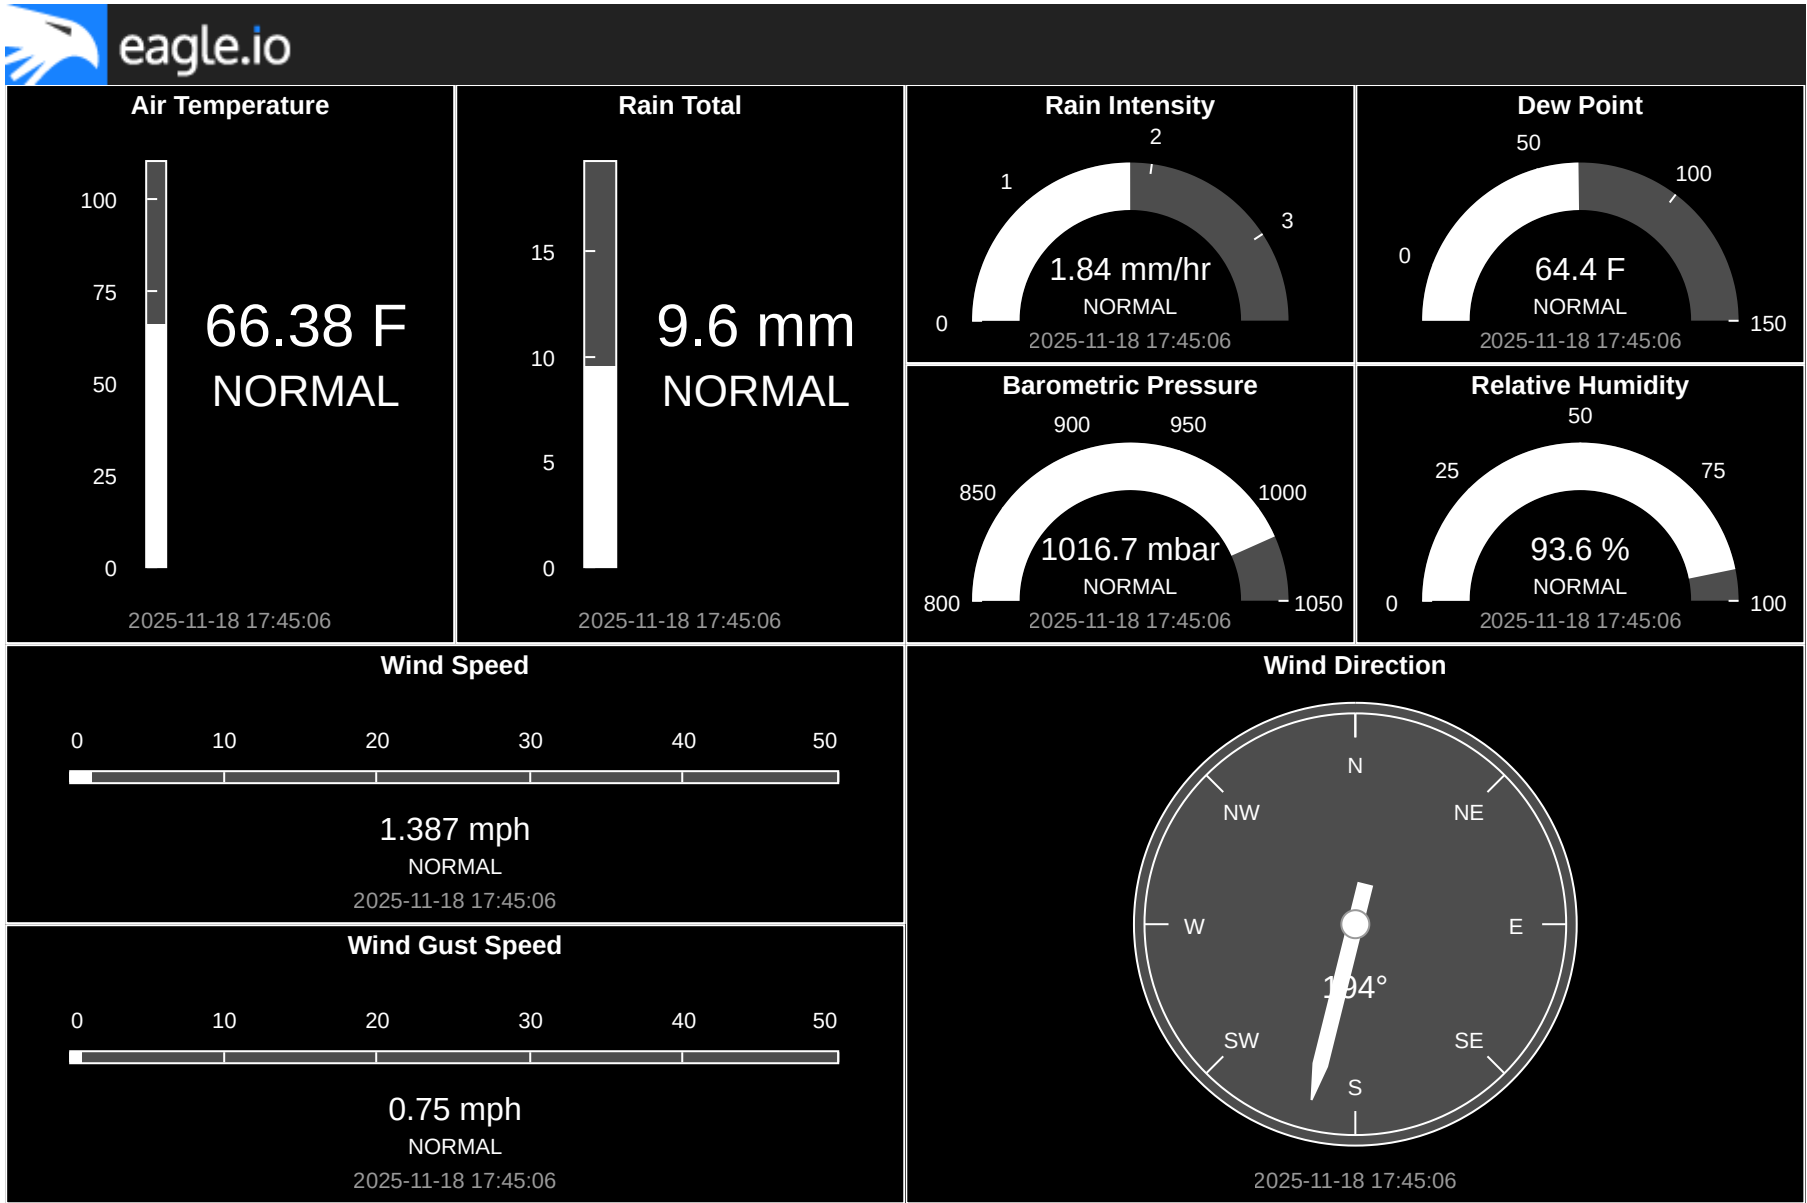 eagle.io
Air Temperature
100
75
50
25
0
66.38 F
NORMAL
2025-11-18 17:45:06
Rain Total
15
10
5
0
9.6 mm
NORMAL
2025-11-18 17:45:06
Rain Intensity
0
1
2
3
1.84 mm/hr
NORMAL
2025-11-18 17:45:06
Dew Point
0
50
100
150
64.4 F
NORMAL
2025-11-18 17:45:06
Barometric Pressure
800
850
900
950
1000
1050
1016.7 mbar
NORMAL
2025-11-18 17:45:06
Relative Humidity
0
25
50
75
100
93.6 %
NORMAL
2025-11-18 17:45:06
Wind Speed
0 10 20 30 40 50
1.387 mph
NORMAL
2025-11-18 17:45:06
Wind Gust Speed
0 10 20 30 40 50
0.75 mph
NORMAL
2025-11-18 17:45:06
Wind Direction
N
NW NE
W E
194°
SW SE
S
2025-11-18 17:45:06